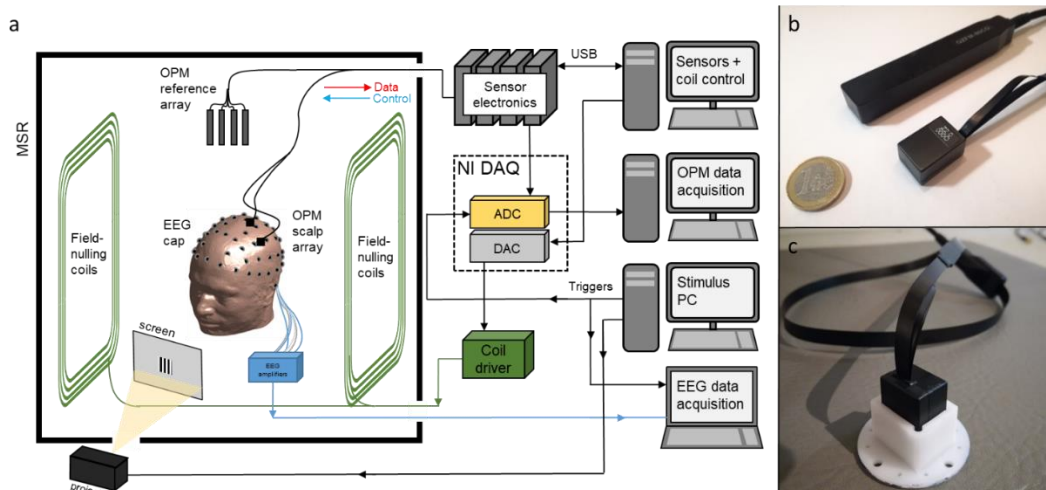 a
MSR
OPM
reference
array
Data
Control
Sensor
electronics
USB
Sensors +
coil control
NI DAQ
ADC
DAC
OPM data
acquisition
Field-
nulling
coils
EEG
cap
OPM
scalp
array
Field-
nulling
coils
Triggers
Stimulus
PC
screen
EEG
amplifiers
Coil
driver
EEG data
acquisition
b
c